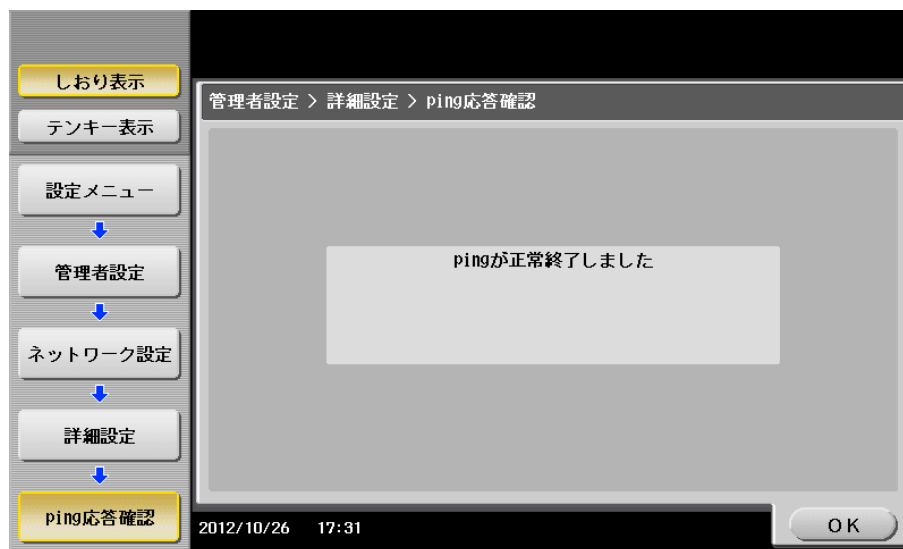 しおり表示
テンキー表示
設定メニュー
管理者設定
ネットワーク設定
詳細設定
ping応答確認
管理者設定 > 詳細設定 > ping応答確認
pingが正常終了しました
2012/10/26 17:31
OK